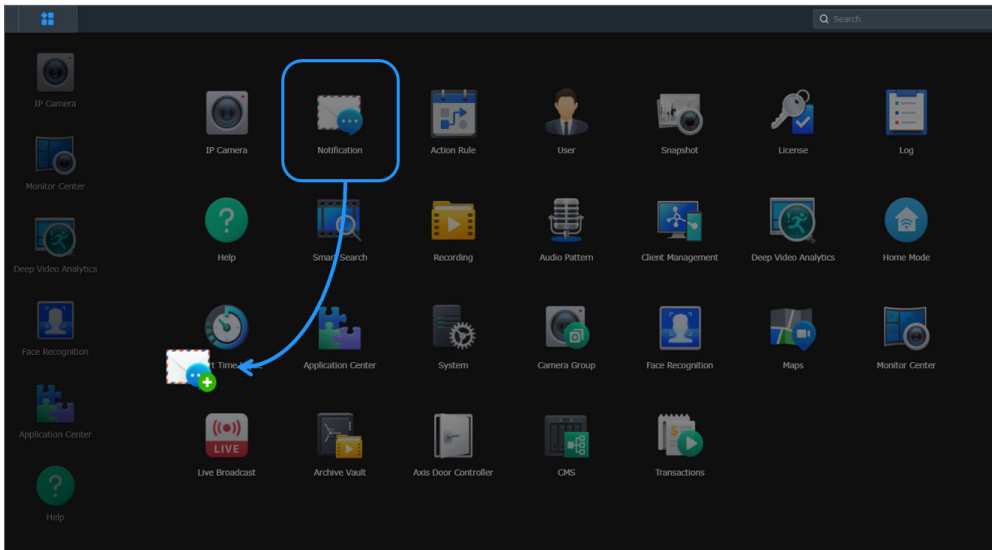 Search
IP Camera
Monitor Center
Deep Video Analytics
Face Recognition
Application Center
Help
IP Camera
Notification
Action Rule
User
Snapshot
License
Log
Help
Smart Search
Recording
Audio Pattern
Client Management
Deep Video Analytics
Home Mode
Application Center
System
Camera Group
Face Recognition
Maps
Monitor Center
LIVE
Live Broadcast
Archive Vault
Axis Door Controller
CMS
Transactions